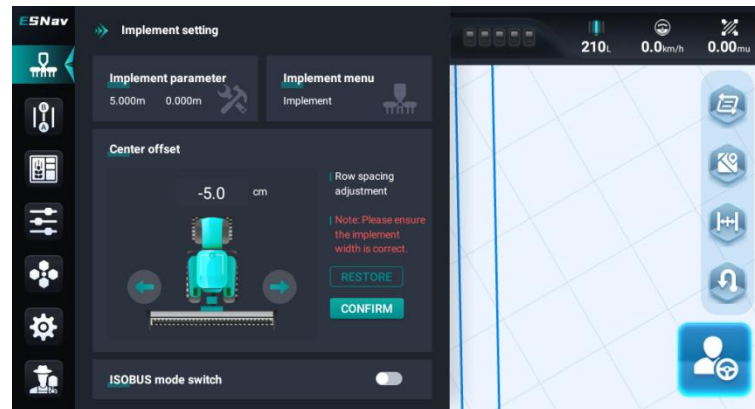 ESNav
Implement setting
210L
0.0km/h
0.00mu
Implement parameter
5.000m 0.000m
Implement menu
Implement
Center offset
-5.0 cm
Row spacing
adjustment
Note: Please ensure
the implement
width is correct.
RESTORE
CONFIRM
ISOBUS mode switch
B
A